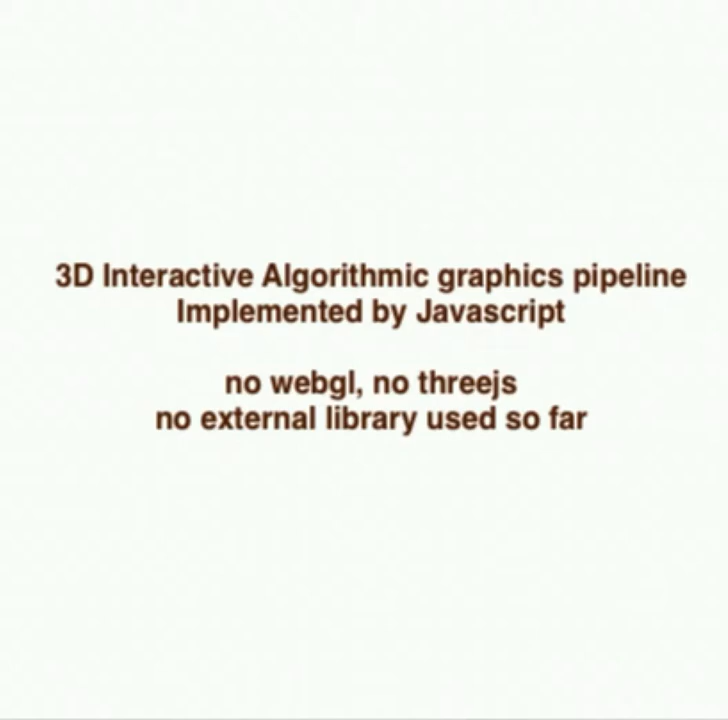 3D Interactive Algorithmic graphics pipeline
Implemented by Javascript
no webgl, no threejs
no external library used so far